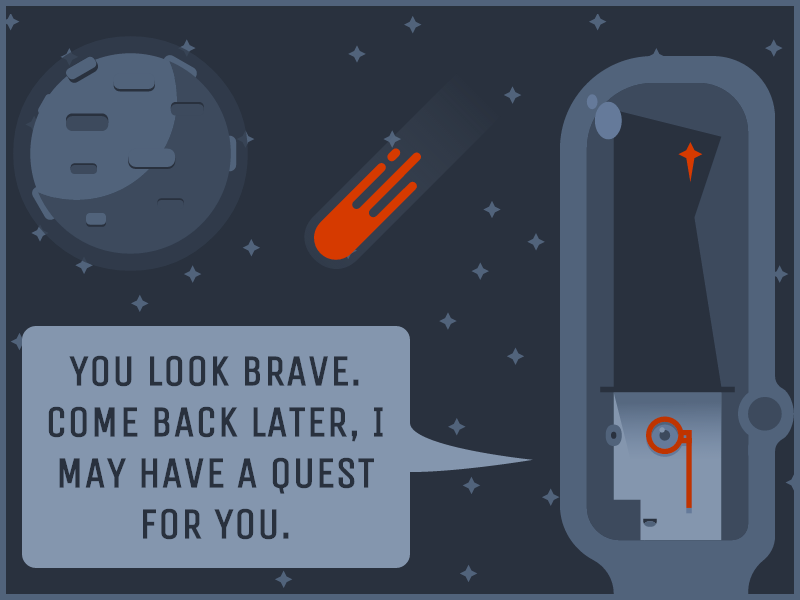 YOU LOOK BRAVE.
COME BACK LATER, I
MAY HAVE A QUEST
FOR YOU.